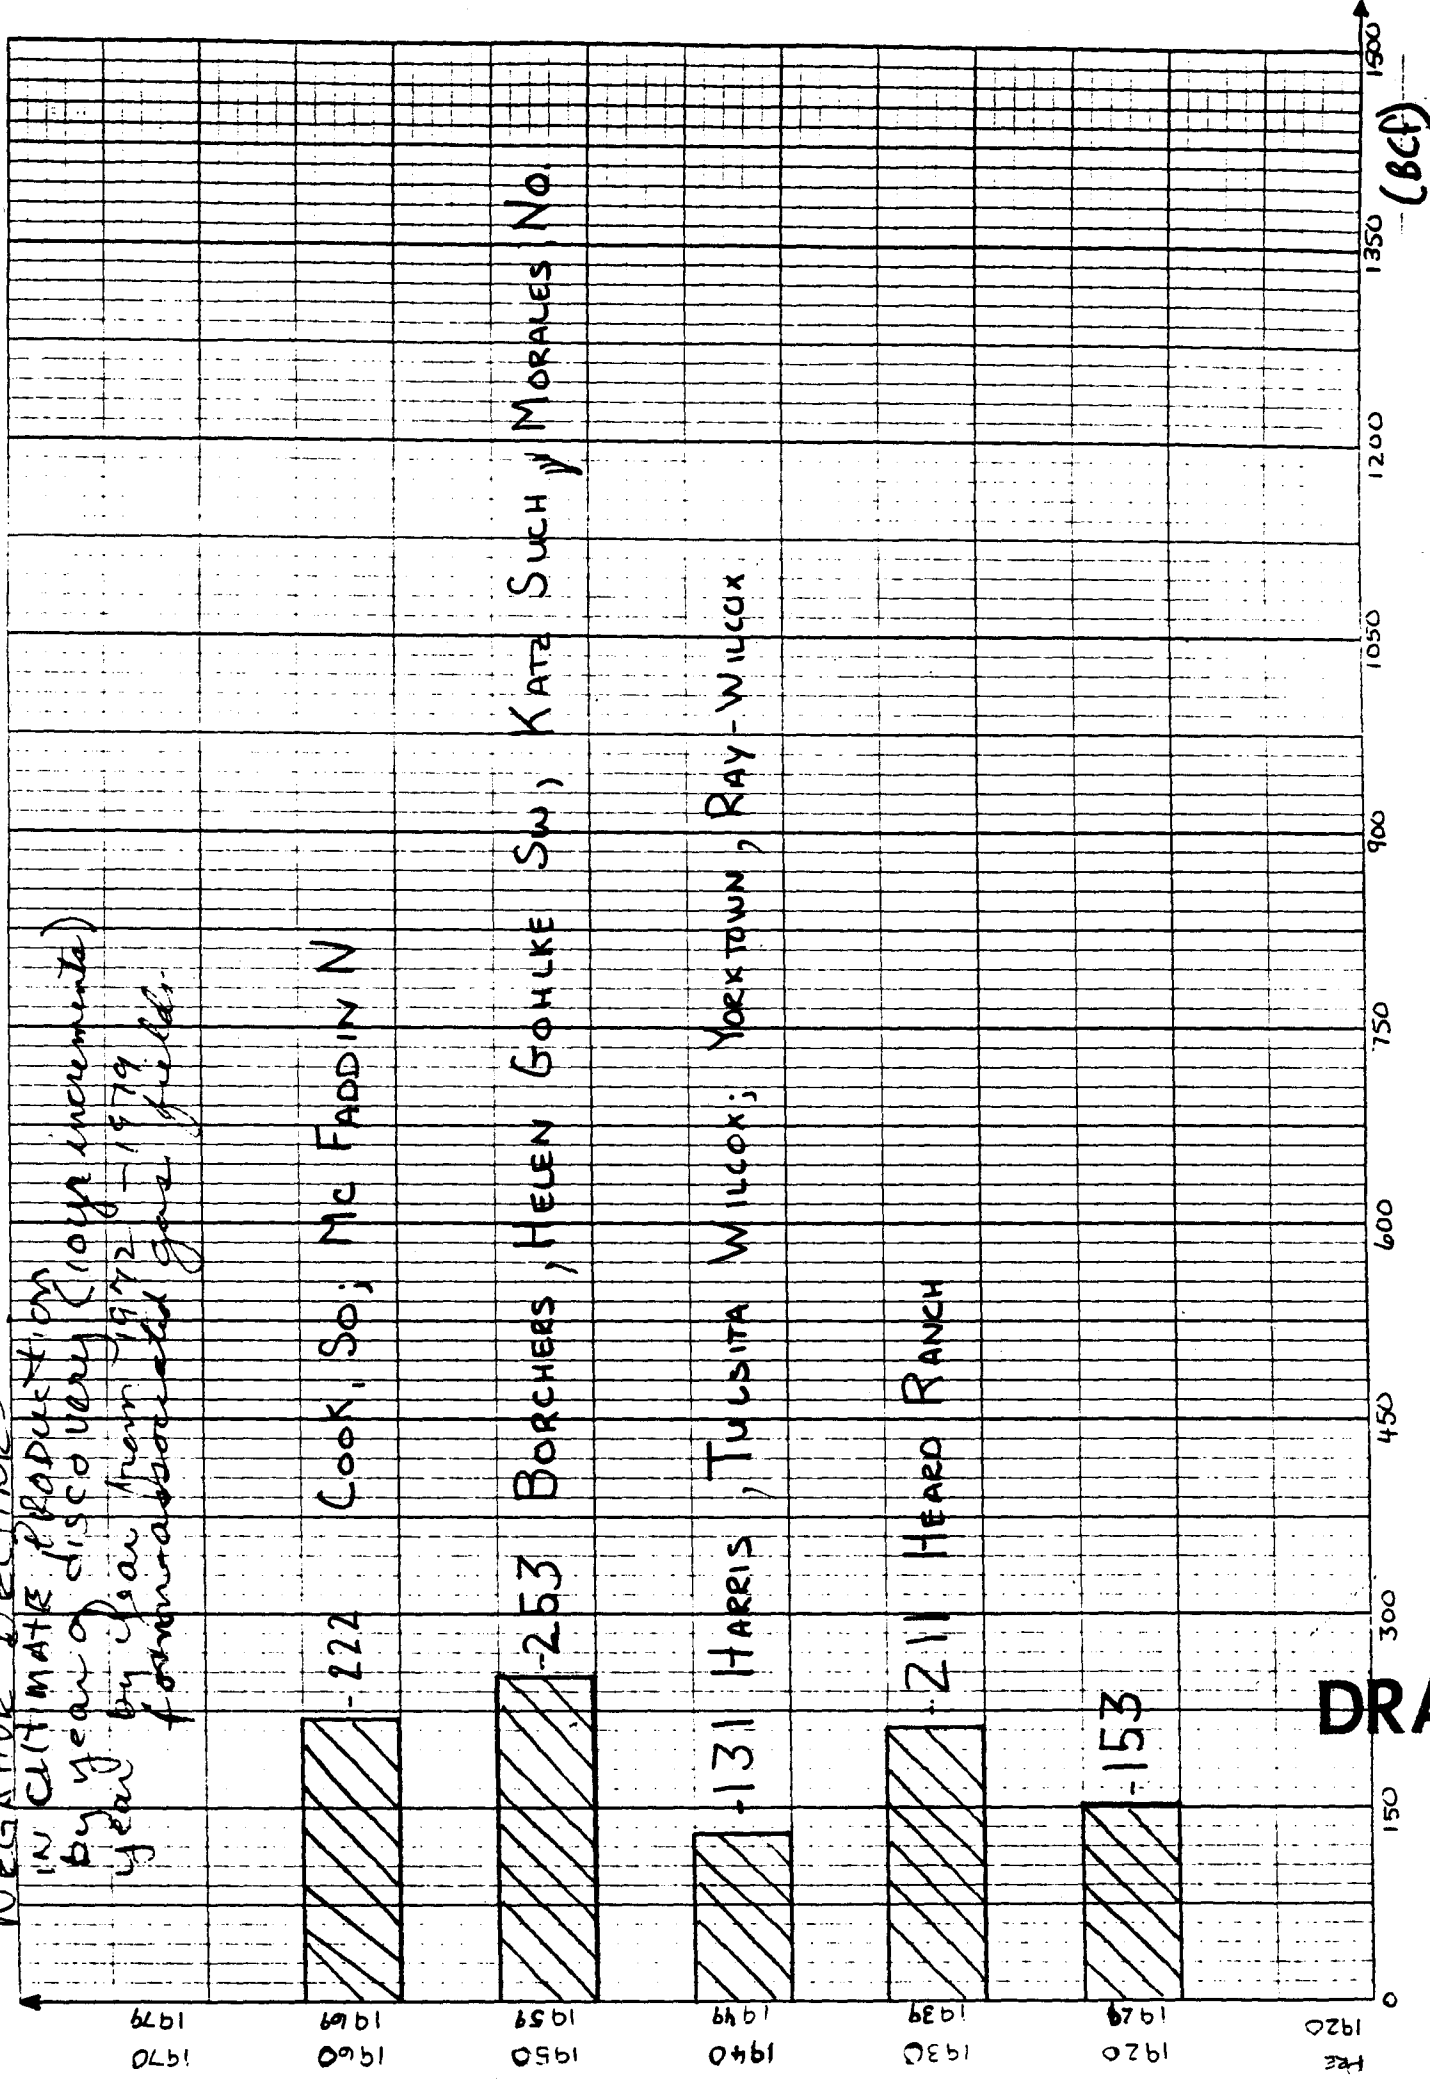 NEGATIVE
IN ULTIMATE PRODUCTION
by year of discovery (10yr increments)
year by year from 1972 - 1979
for non-associated gas fields
-222 COOK, SO; MC FADDIN N
-253 BORCHERS, HELEN GOHLKE SW, KATZ SUCH, MORALES NO.
-131 HARRIS, TULSITA WILCOX; YORKTOWN, RAY-WILCOX
-211 HEARD RANCH
-153
1970 1979
1960 1969
1950 1959
1940 1949
1930 1939
1920 1929
PRE 1920
0 150 300 450 600 750 900 1050 1200 1350 1500
(BCF)
DRA